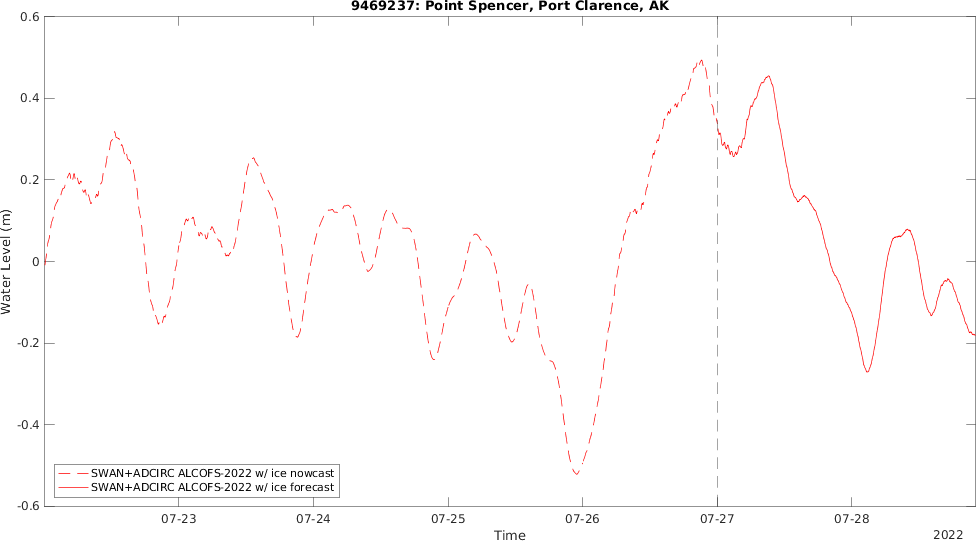 9469237: Point Spencer, Port Clarence, AK
0.6
0.4
0.2
0
-0.2
-0.4
-0.6
Water Level (m)
SWAN+ADCIRC ALCOFS-2022 w/ ice nowcast
SWAN+ADCIRC ALCOFS-2022 w/ ice forecast
07-23 07-24 07-25 07-26 07-27 07-28
Time
2022